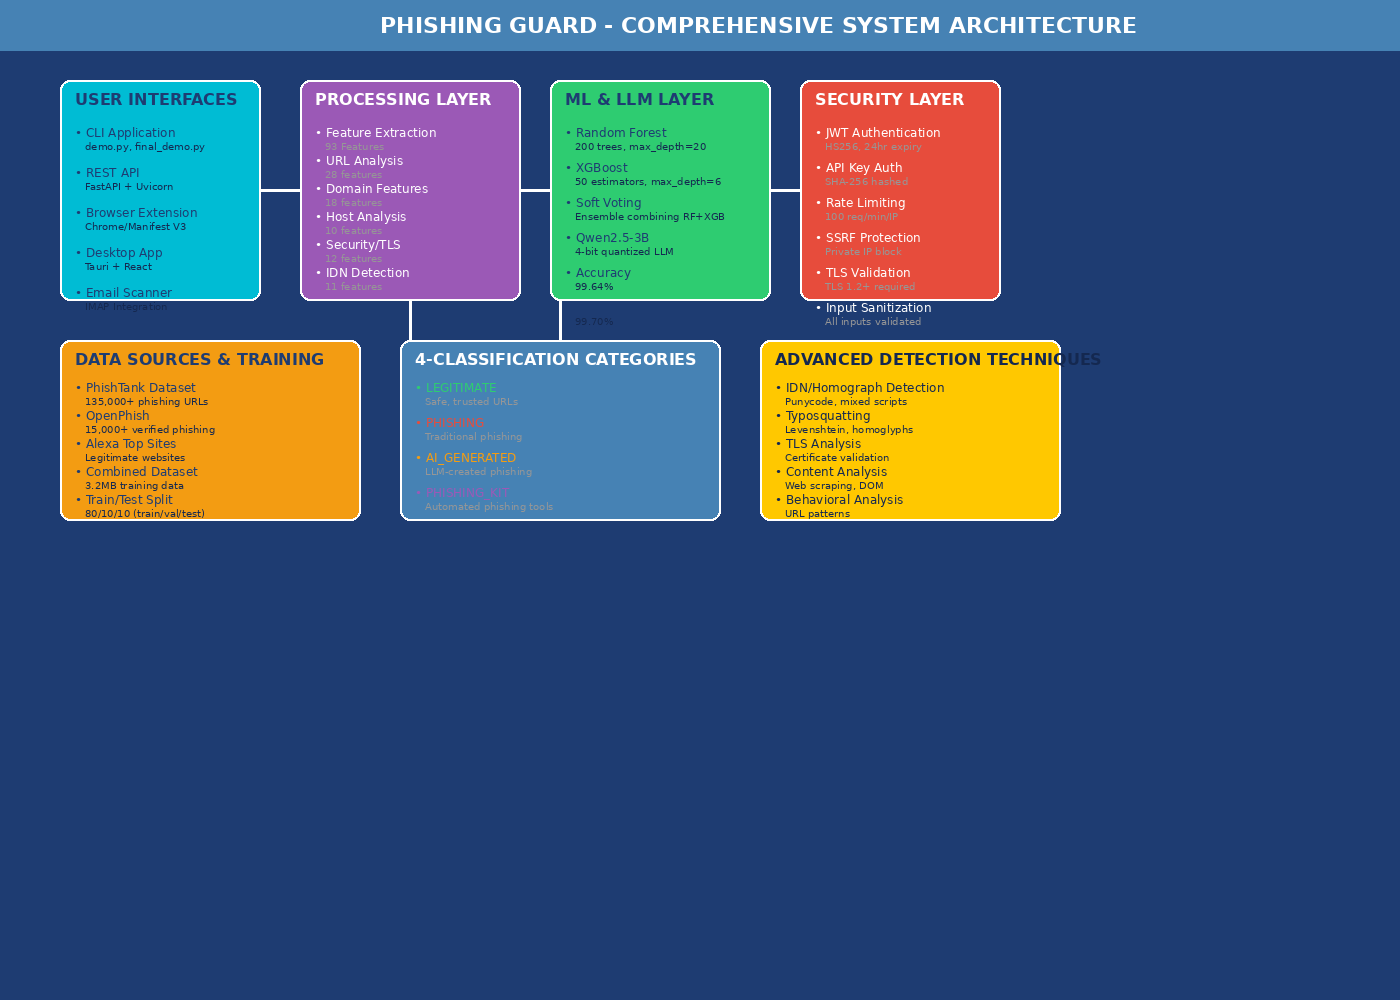 PHISHING GUARD - COMPREHENSIVE SYSTEM ARCHITECTURE
USER INTERFACES
• CLI Application
demo.py, final_demo.py
• REST API
FastAPI + Uvicorn
• Browser Extension
Chrome/Manifest V3
• Desktop App
Tauri + React
• Email Scanner
IMAP Integration
PROCESSING LAYER
• Feature Extraction
93 Features
• URL Analysis
28 features
• Domain Features
18 features
• Host Analysis
10 features
• Security/TLS
12 features
• IDN Detection
11 features
ML & LLM LAYER
• Random Forest
200 trees, max_depth=20
• XGBoost
50 estimators, max_depth=6
• Soft Voting
Ensemble combining RF+XGB
• Qwen2.5-3B
4-bit quantized LLM
• Accuracy
99.64%
99.70%
SECURITY LAYER
• JWT Authentication
HS256, 24hr expiry
• API Key Auth
SHA-256 hashed
• Rate Limiting
100 req/min/IP
• SSRF Protection
Private IP block
• TLS Validation
TLS 1.2+ required
• Input Sanitization
All inputs validated
DATA SOURCES & TRAINING
• PhishTank Dataset
135,000+ phishing URLs
• OpenPhish
15,000+ verified phishing
• Alexa Top Sites
Legitimate websites
• Combined Dataset
3.2MB training data
• Train/Test Split
80/10/10 (train/val/test)
4-CLASSIFICATION CATEGORIES
• LEGITIMATE
Safe, trusted URLs
• PHISHING
Traditional phishing
• AI_GENERATED
LLM-created phishing
• PHISHING_KIT
Automated phishing tools
ADVANCED DETECTION TECHNIQUES
• IDN/Homograph Detection
Punycode, mixed scripts
• Typosquatting
Levenshtein, homoglyphs
• TLS Analysis
Certificate validation
• Content Analysis
Web scraping, DOM
• Behavioral Analysis
URL patterns